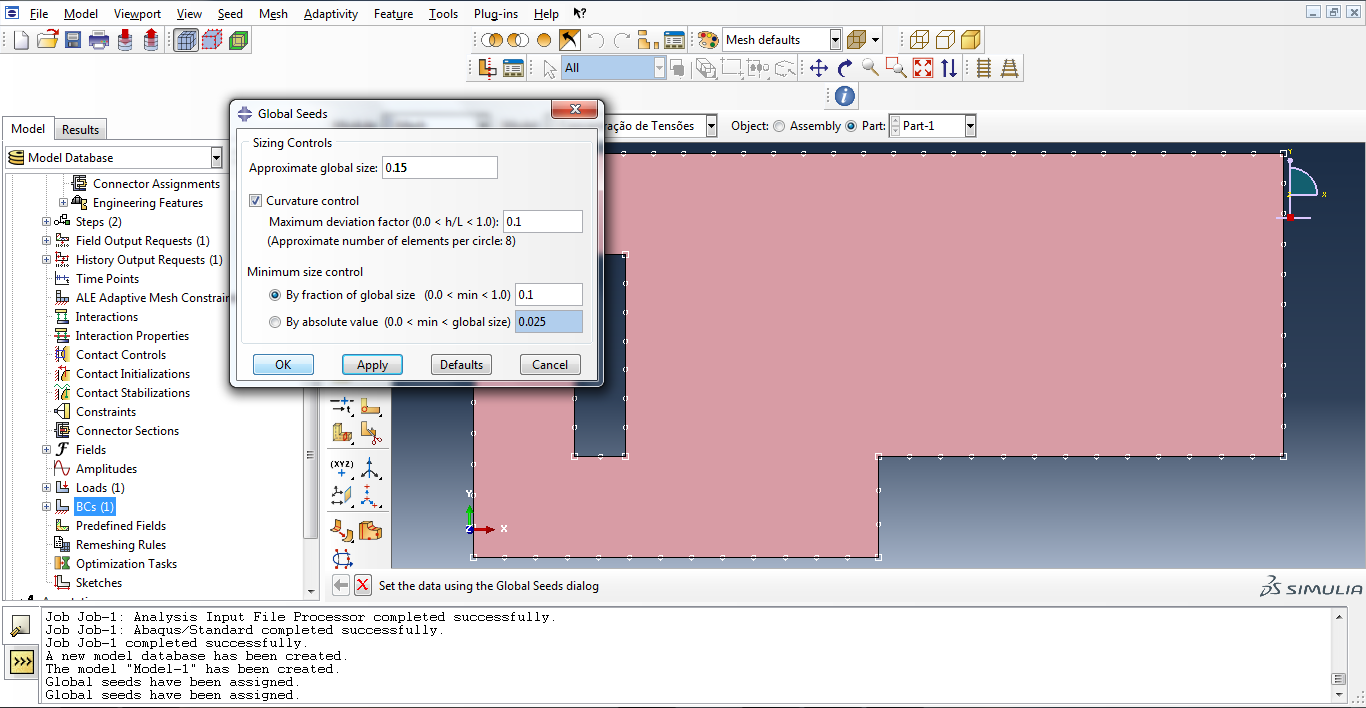 File Model Viewport View Seed Mesh Adaptivity Feature Tools Plug-ins Help
Mesh defaults
All
Model Results
ração de Tensões Object: Assembly Part: Part-1
Model Database
Connector Assignments
Engineering Features
Steps (2)
Field Output Requests (1)
History Output Requests (1)
Time Points
ALE Adaptive Mesh Constrain
Interactions
Interaction Properties
Contact Controls
Contact Initializations
Contact Stabilizations
Constraints
Connector Sections
Fields
Amplitudes
Loads (1)
BCs (1)
Predefined Fields
Remeshing Rules
Optimization Tasks
Sketches
Global Seeds
Sizing Controls
Approximate global size: 0.15
Curvature control
Maximum deviation factor (0.0 < h/L < 1.0): 0.1
(Approximate number of elements per circle: 8)
Minimum size control
By fraction of global size (0.0 < min < 1.0) 0.1
By absolute value (0.0 < min < global size) 0.025
OK Apply Defaults Cancel
(XYZ)
Y
X
Y
Z X
Set the data using the Global Seeds dialog
SIMULIA
Job Job-1: Analysis Input File Processor completed successfully.
Job Job-1: Abaqus/Standard completed successfully.
Job Job-1 completed successfully.
A new model database has been created.
The model "Model-1" has been created.
Global seeds have been assigned.
Global seeds have been assigned.